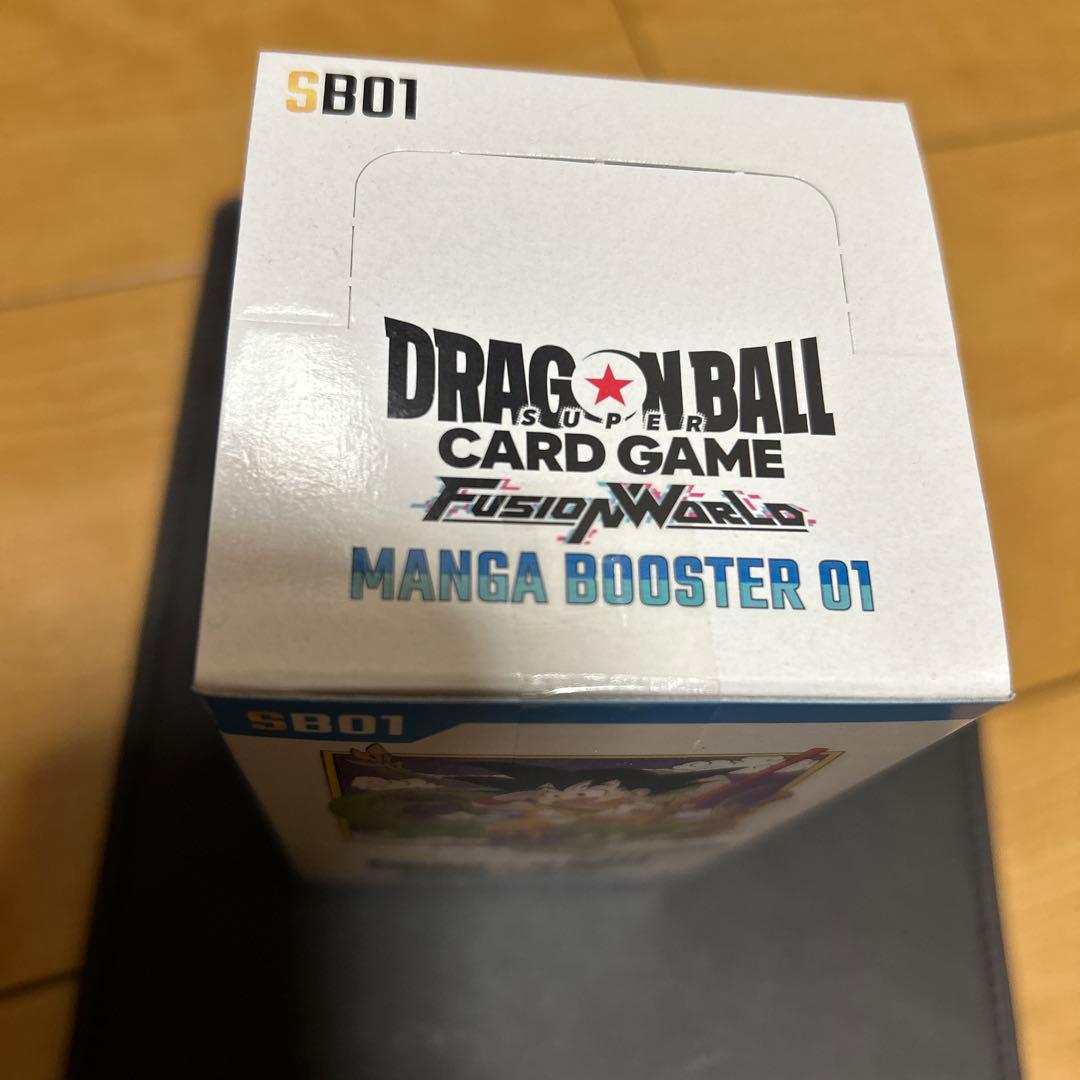 SB01
DRAGON BALL
SUPER
CARD GAME
FUSION WORLD
MANGA BOOSTER 01
SB01